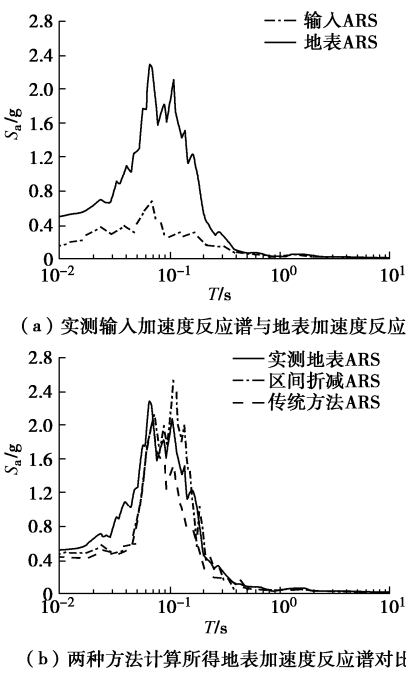 2.8
输入ARS
地表ARS
2.4
2.0
1.6
1.2
0.8
0.4
0
Sa/g
10⁻² 10⁻¹ 10⁰ 10¹
T/s
(a) 实测输入加速度反应谱与地表加速度反应
2.8
实测地表ARS
区间折减ARS
传统方法ARS
2.4
2.0
1.6
1.2
0.8
0.4
0
Sa/g
10⁻² 10⁻¹ 10⁰ 10¹
T/s
(b) 两种方法计算所得地表加速度反应谱对比